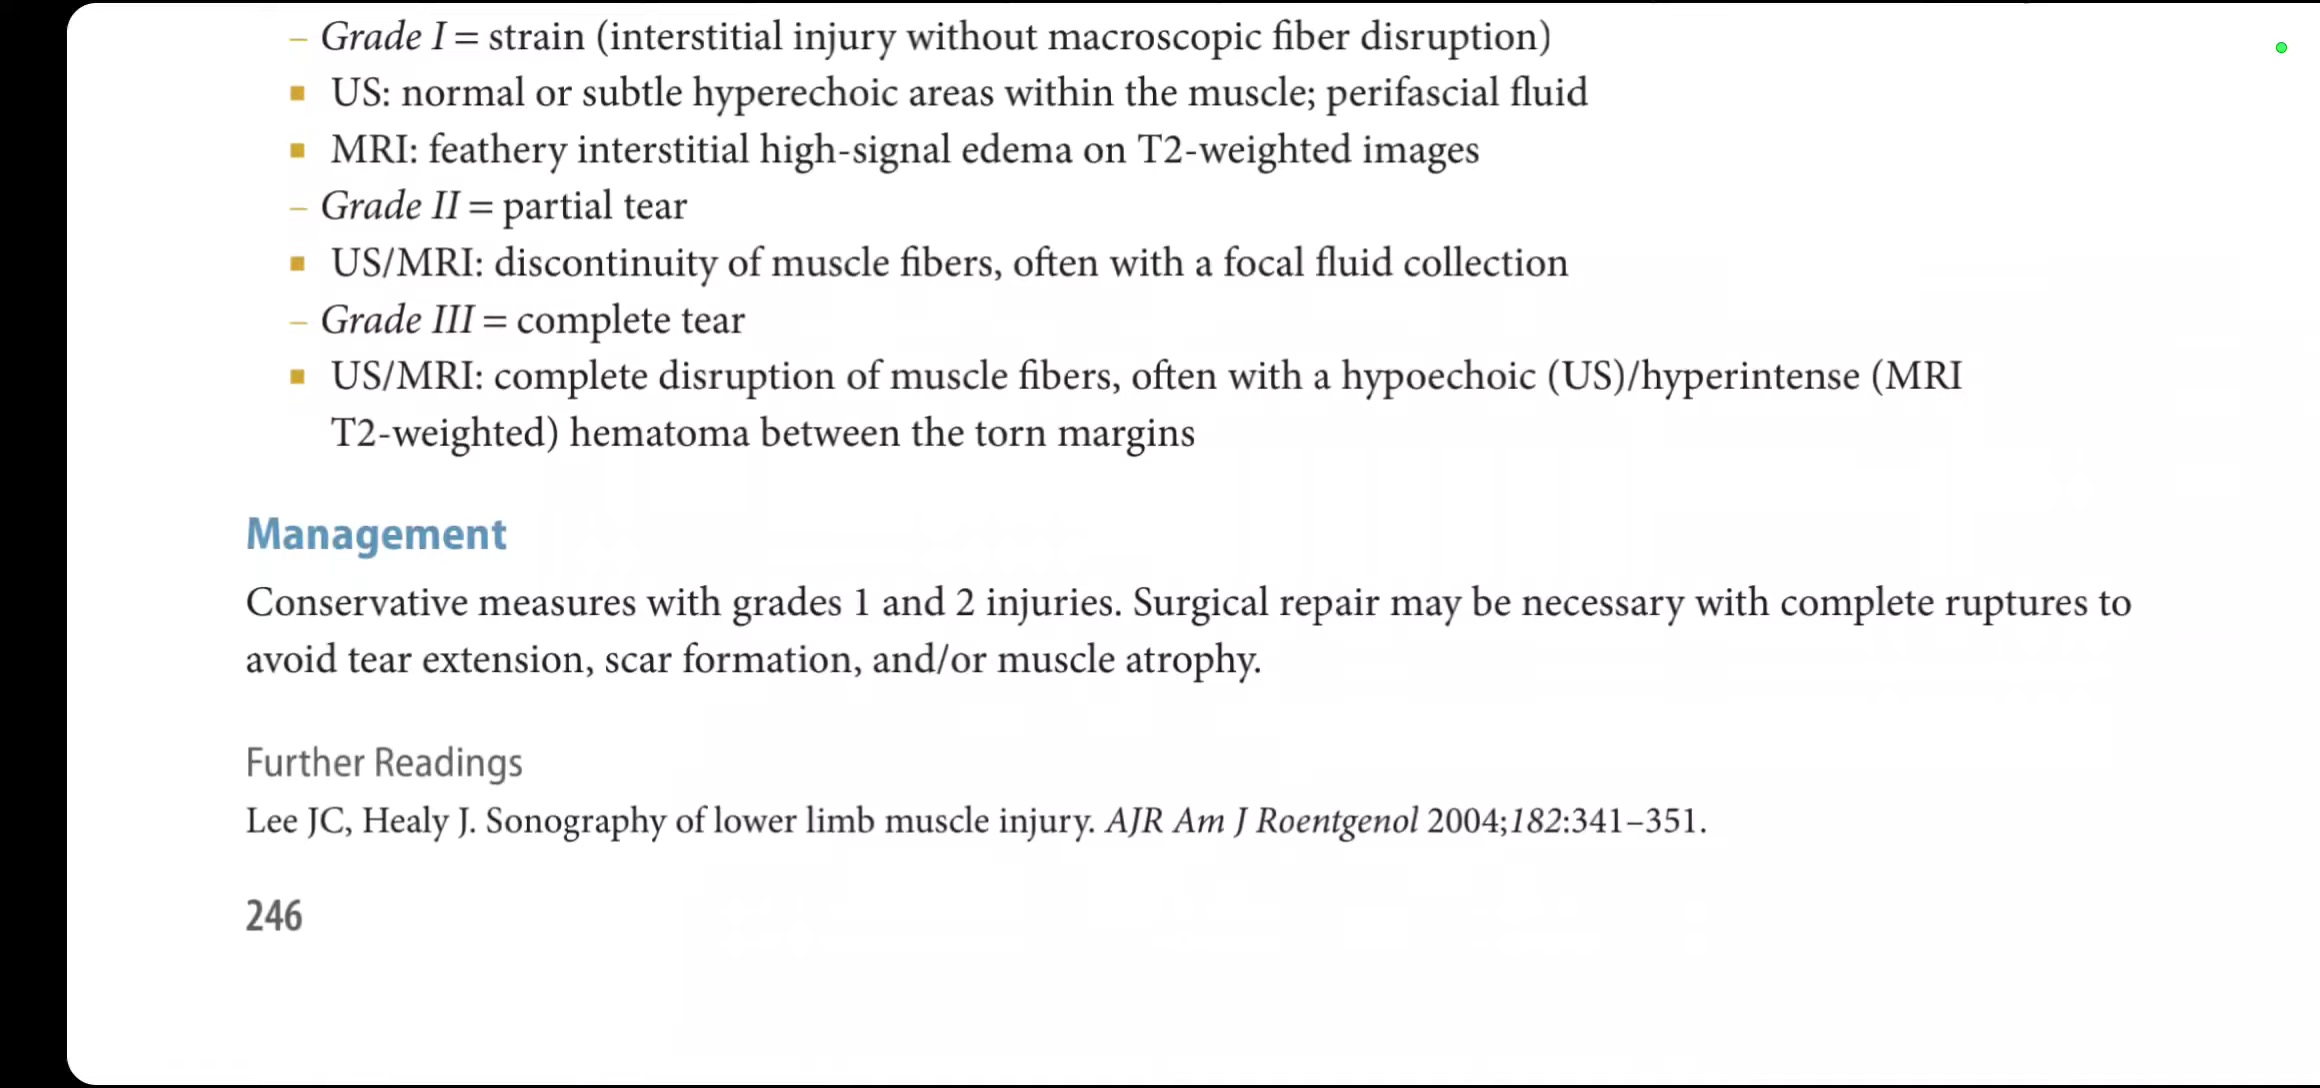 – Grade I = strain (interstitial injury without macroscopic fiber disruption)
▪ US: normal or subtle hyperechoic areas within the muscle; perifascial fluid
▪ MRI: feathery interstitial high-signal edema on T2-weighted images
– Grade II = partial tear
▪ US/MRI: discontinuity of muscle fibers, often with a focal fluid collection
– Grade III = complete tear
▪ US/MRI: complete disruption of muscle fibers, often with a hypoechoic (US)/hyperintense (MRI
T2-weighted) hematoma between the torn margins
Management
Conservative measures with grades 1 and 2 injuries. Surgical repair may be necessary with complete ruptures to
avoid tear extension, scar formation, and/or muscle atrophy.
Further Readings
Lee JC, Healy J. Sonography of lower limb muscle injury. AJR Am J Roentgenol 2004;182:341–351.
246